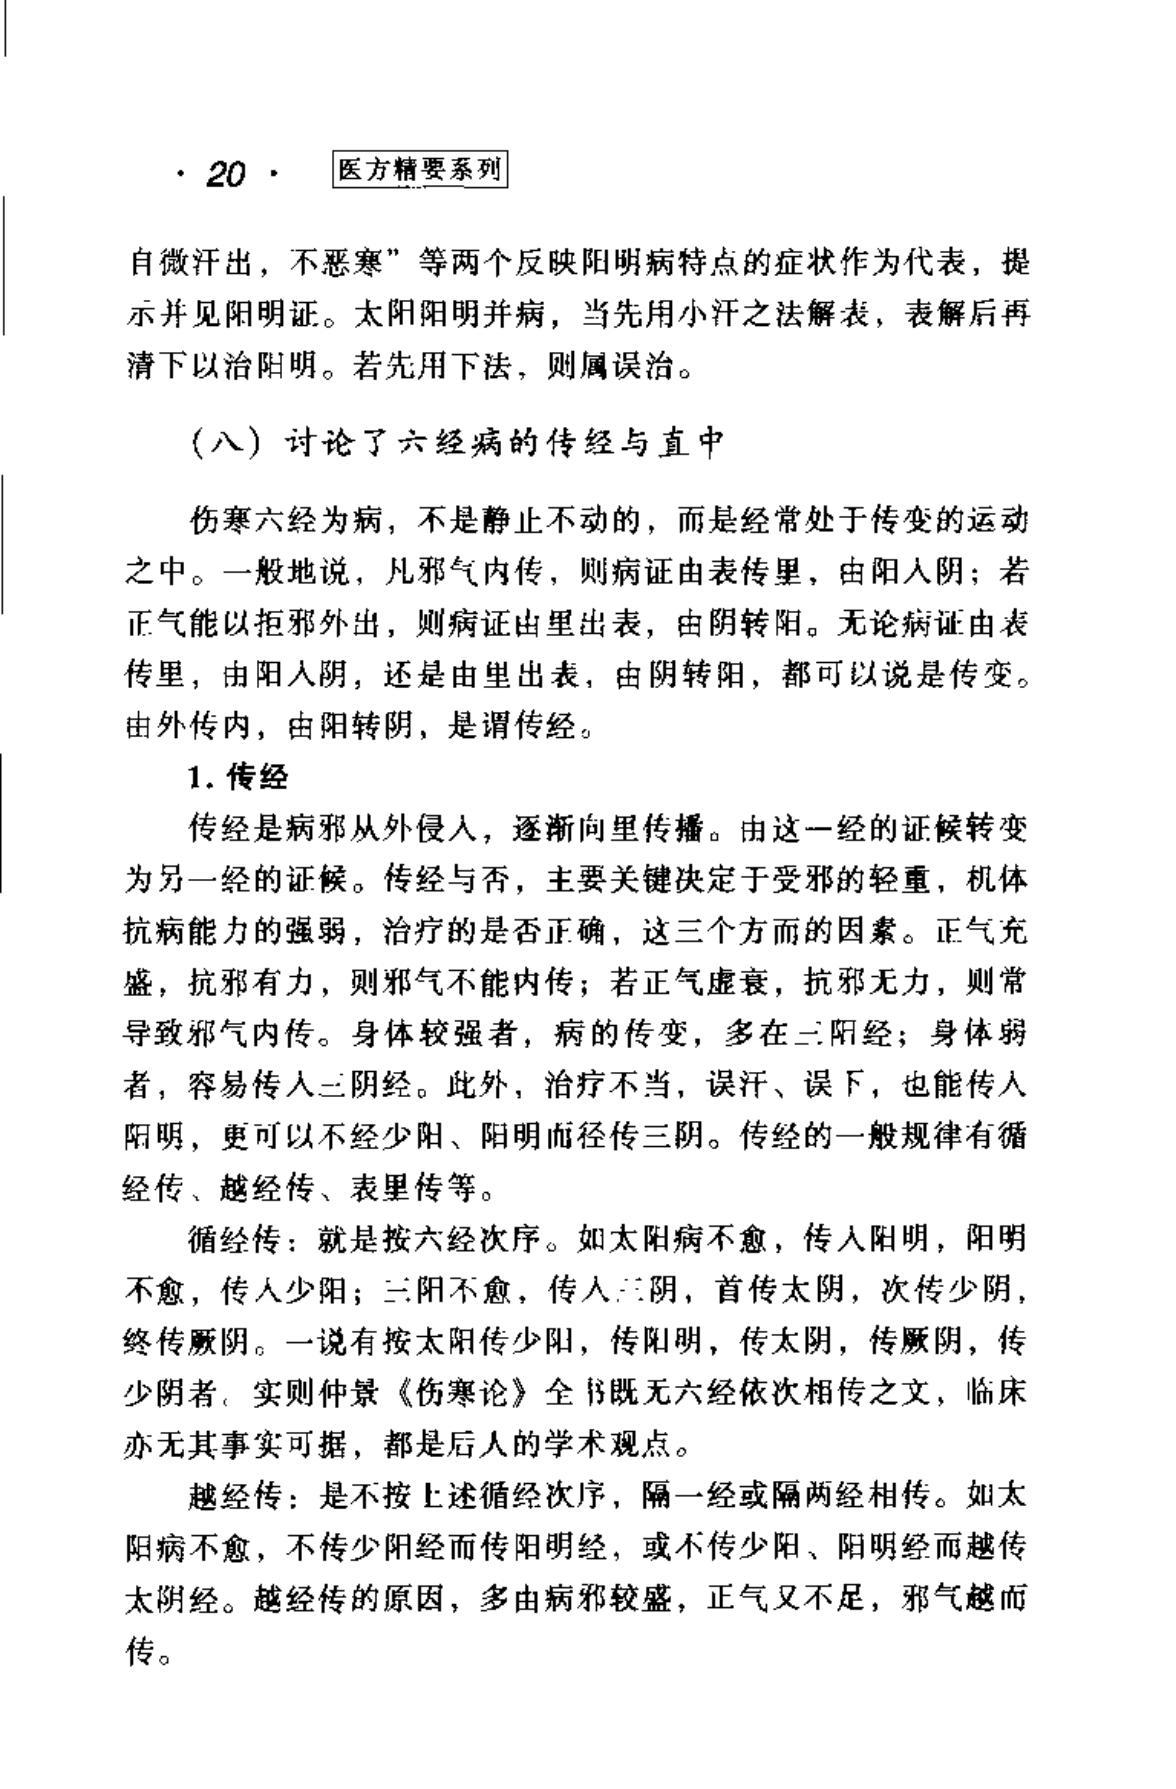 · 20 · 医方精要系列
自微汗出，不恶寒”等两个反映阳明病特点的症状作为代表，提
示并见阳明证。太阳阳明并病，当先用小汗之法解表，表解后再
清下以治阳明。若先用下法，则属误治。
（八）讨论了六经病的传经与直中
伤寒六经为病，不是静止不动的，而是经常处于传变的运动
之中。一般地说，凡邪气内传，则病证由表传里，由阳入阴；若
正气能以拒邪外出，则病证由里出表，由阴转阳。无论病证由表
传里，由阳入阴，还是由里出表，由阴转阳，都可以说是传变。
由外传内，由阳转阴，是谓传经。
1. 传经
传经是病邪从外侵入，逐渐向里传播。由这一经的证候转变
为另一经的证候。传经与否，主要关键决定于受邪的轻重，机体
抗病能力的强弱，治疗的是否正确，这三个方面的因素。正气充
盛，抗邪有力，则邪气不能内传；若正气虚衰，抗邪无力，则常
导致邪气内传。身体较强者，病的传变，多在三阳经；身体弱
者，容易传入三阴经。此外，治疗不当，误汗、误下，也能传入
阳明，更可以不经少阳、阳明而径传三阴。传经的一般规律有循
经传、越经传、表里传等。
循经传：就是按六经次序。如太阳病不愈，传入阳明，阳明
不愈，传入少阳；三阳不愈，传入三阴，首传太阴，次传少阴，
终传厥阴。一说有按太阳传少阳，传阳明，传太阴，传厥阴，传
少阴者。实则仲景《伤寒论》全书既无六经依次相传之文，临床
亦无其事实可据，都是后人的学术观点。
越经传：是不按上述循经次序，隔一经或隔两经相传。如太
阳病不愈，不传少阳经而传阳明经，或不传少阳、阳明经而越传
太阴经。越经传的原因，多由病邪较盛，正气又不足，邪气越而
传。